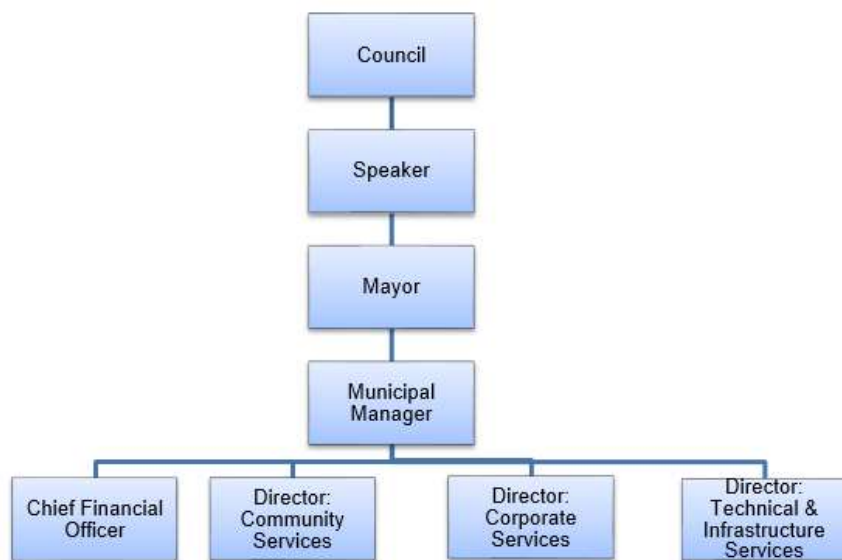 Council
Speaker
Mayor
Municipal
Manager
Chief Financial
Officer
Director:
Community
Services
Director:
Corporate
Services
Director:
Technical &
Infrastructure
Services